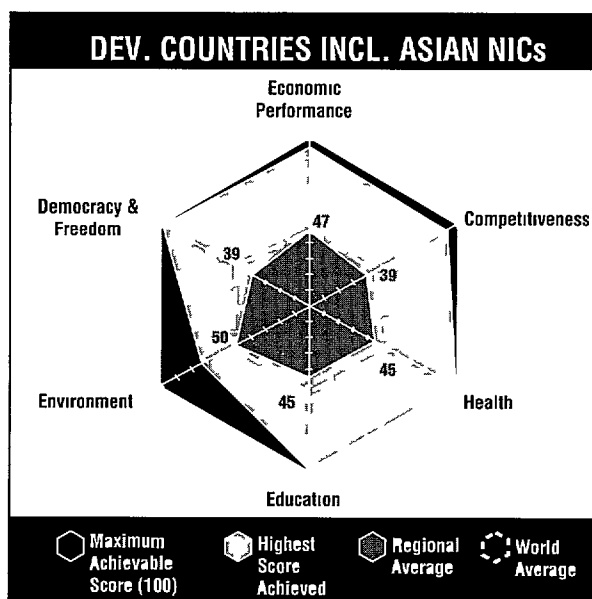 DEV. COUNTRIES INCL. ASIAN NICs
Economic
Performance
Democracy &
Freedom
Competitiveness
47
39
39
50
45
45
Environment
Health
Education
Maximum
Achievable
Score (100)
Highest
Score
Achieved
Regional
Average
World
Average